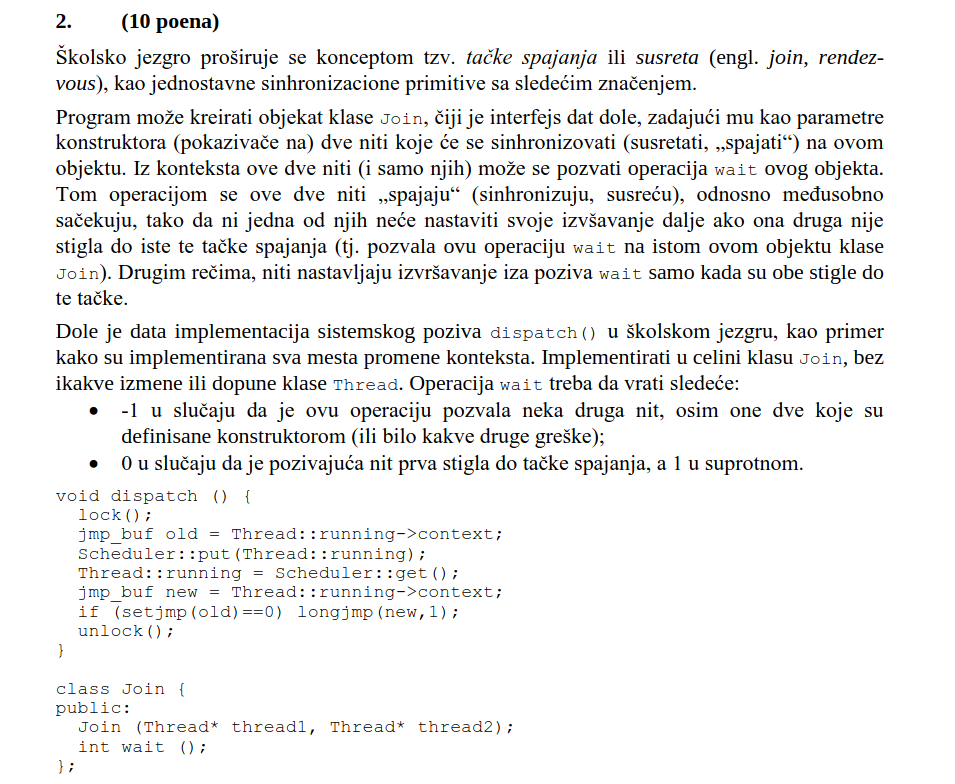 2. (10 poena)
Školsko jezgro proširuje se konceptom tzv. tačke spajanja ili susreta (engl. join, rendez-
vous), kao jednostavne sinhronizacione primitive sa sledećim značenjem.
Program može kreirati objekat klase Join, čiji je interfejs dat dole, zadajući mu kao parametre
konstruktora (pokazivače na) dve niti koje će se sinhronizovati (susretati, „spajati“) na ovom
objektu. Iz konteksta ove dve niti (i samo njih) može se pozvati operacija wait ovog objekta.
Tom operacijom se ove dve niti „spajaju“ (sinhronizuju, susreću), odnosno međusobno
sačekuju, tako da ni jedna od njih neće nastaviti svoje izvšavanje dalje ako ona druga nije
stigla do iste te tačke spajanja (tj. pozvala ovu operaciju wait na istom ovom objektu klase
Join). Drugim rečima, niti nastavljaju izvršavanje iza poziva wait samo kada su obe stigle do
te tačke.
Dole je data implementacija sistemskog poziva dispatch() u školskom jezgru, kao primer
kako su implementirana sva mesta promene konteksta. Implementirati u celini klasu Join, bez
ikakve izmene ili dopune klase Thread. Operacija wait treba da vrati sledeće:
• -1 u slučaju da je ovu operaciju pozvala neka druga nit, osim one dve koje su
definisane konstruktorom (ili bilo kakve druge greške);
• 0 u slučaju da je pozivajuća nit prva stigla do tačke spajanja, a 1 u suprotnom.
void dispatch () {
lock();
jmp_buf old = Thread::running->context;
Scheduler::put(Thread::running);
Thread::running = Scheduler::get();
jmp_buf new = Thread::running->context;
if (setjmp(old)==0) longjmp(new,1);
unlock();
}
class Join {
public:
Join (Thread* thread1, Thread* thread2);
int wait ();
};